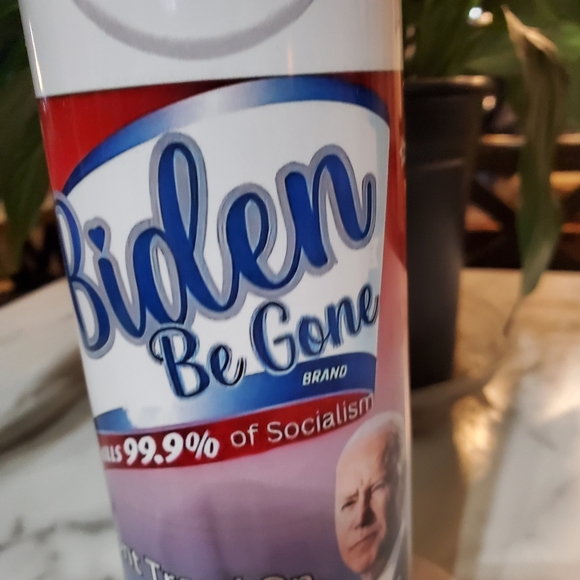 Biden
Be Gone
BRAND
99.9% of Socialism